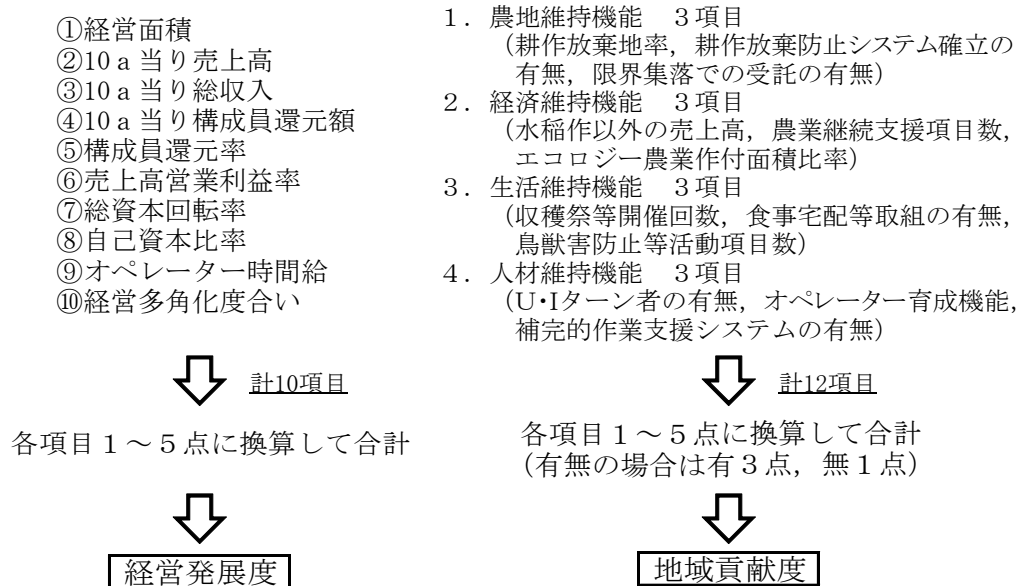 ①経営面積
②10ａ当り売上高
③10ａ当り総収入
④10ａ当り構成員還元額
⑤構成員還元率
⑥売上高営業利益率
⑦総資本回転率
⑧自己資本比率
⑨オペレーター時間給
⑩経営多角化度合い
計10項目
各項目１～５点に換算して合計
経営発展度
１．農地維持機能　３項目
（耕作放棄地率，耕作放棄防止システム確立の
有無，限界集落での受託の有無）
２．経済維持機能　３項目
（水稲作以外の売上高，農業継続支援項目数，
エコロジー農業作付面積比率）
３．生活維持機能　３項目
（収穫祭等開催回数，食事宅配等取組の有無，
鳥獣害防止等活動項目数）
４．人材維持機能　３項目
（U･Iターン者の有無，オペレーター育成機能，
補完的作業支援システムの有無）
計12項目
各項目１～５点に換算して合計
（有無の場合は有３点，無１点）
地域貢献度